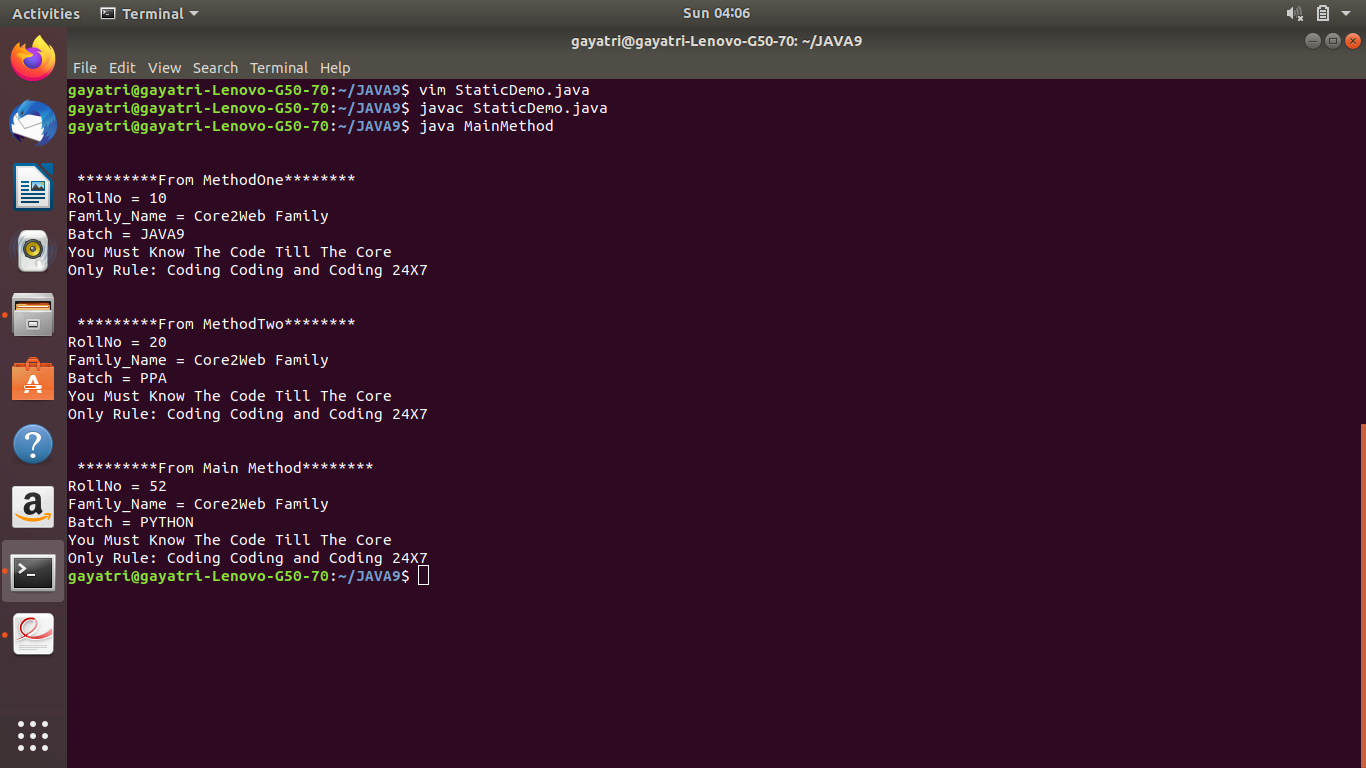 Activities Terminal Sun 04:06
gayatri@gayatri-Lenovo-G50-70: ~/JAVA9
File Edit View Search Terminal Help
gayatri@gayatri-Lenovo-G50-70:~/JAVA9$ vim StaticDemo.java
gayatri@gayatri-Lenovo-G50-70:~/JAVA9$ javac StaticDemo.java
gayatri@gayatri-Lenovo-G50-70:~/JAVA9$ java MainMethod
*********From MethodOne********
RollNo = 10
Family_Name = Core2Web Family
Batch = JAVA9
You Must Know The Code Till The Core
Only Rule: Coding Coding and Coding 24X7
*********From MethodTwo********
RollNo = 20
Family_Name = Core2Web Family
Batch = PPA
You Must Know The Code Till The Core
Only Rule: Coding Coding and Coding 24X7
*********From Main Method********
RollNo = 52
Family_Name = Core2Web Family
Batch = PYTHON
You Must Know The Code Till The Core
Only Rule: Coding Coding and Coding 24X7
gayatri@gayatri-Lenovo-G50-70:~/JAVA9$